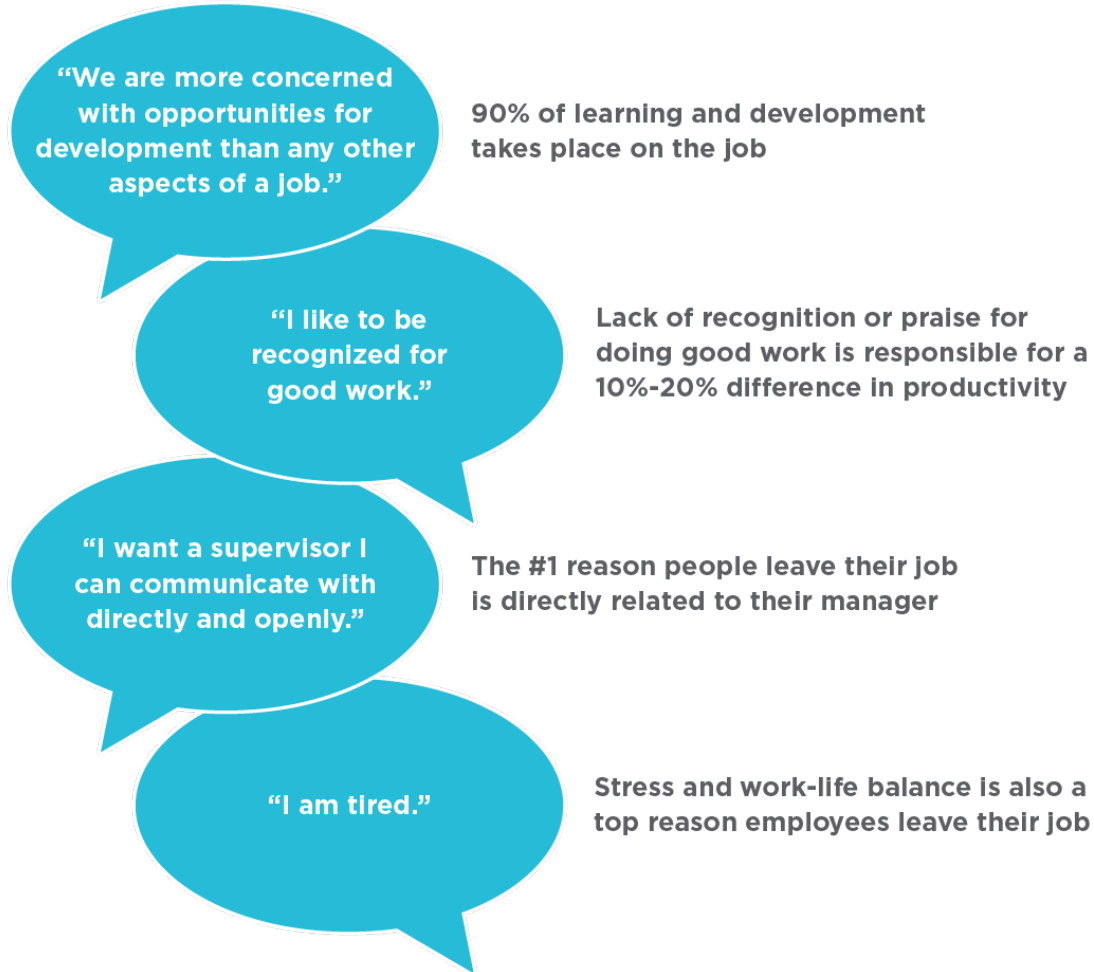 “We are more concerned
with opportunities for
development than any other
aspects of a job.”
90% of learning and development
takes place on the job
“I like to be
recognized for
good work.”
Lack of recognition or praise for
doing good work is responsible for a
10%-20% difference in productivity
“I want a supervisor I
can communicate with
directly and openly.”
The #1 reason people leave their job
is directly related to their manager
“I am tired.”
Stress and work-life balance is also a
top reason employees leave their job